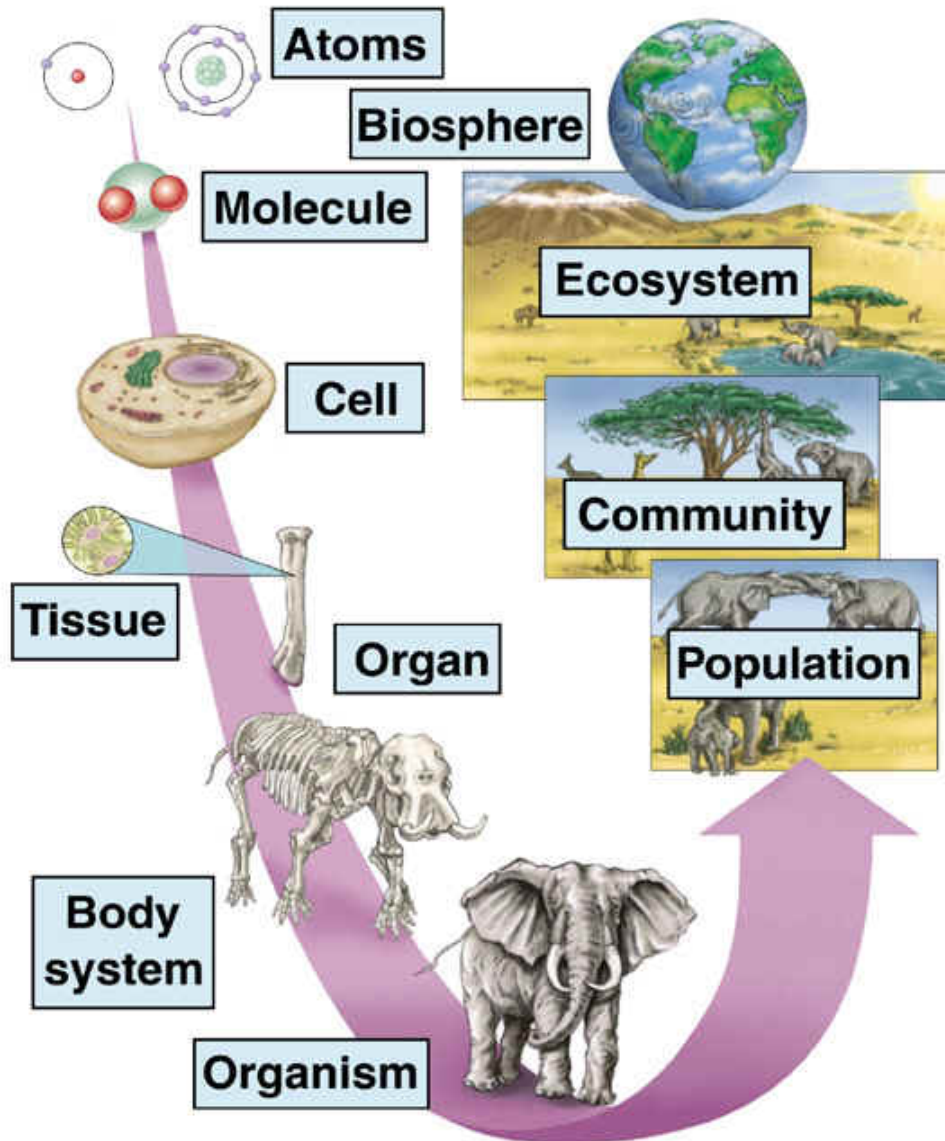 Atoms
Biosphere
Molecule
Ecosystem
Cell
Community
Tissue
Organ
Population
Body
system
Organism